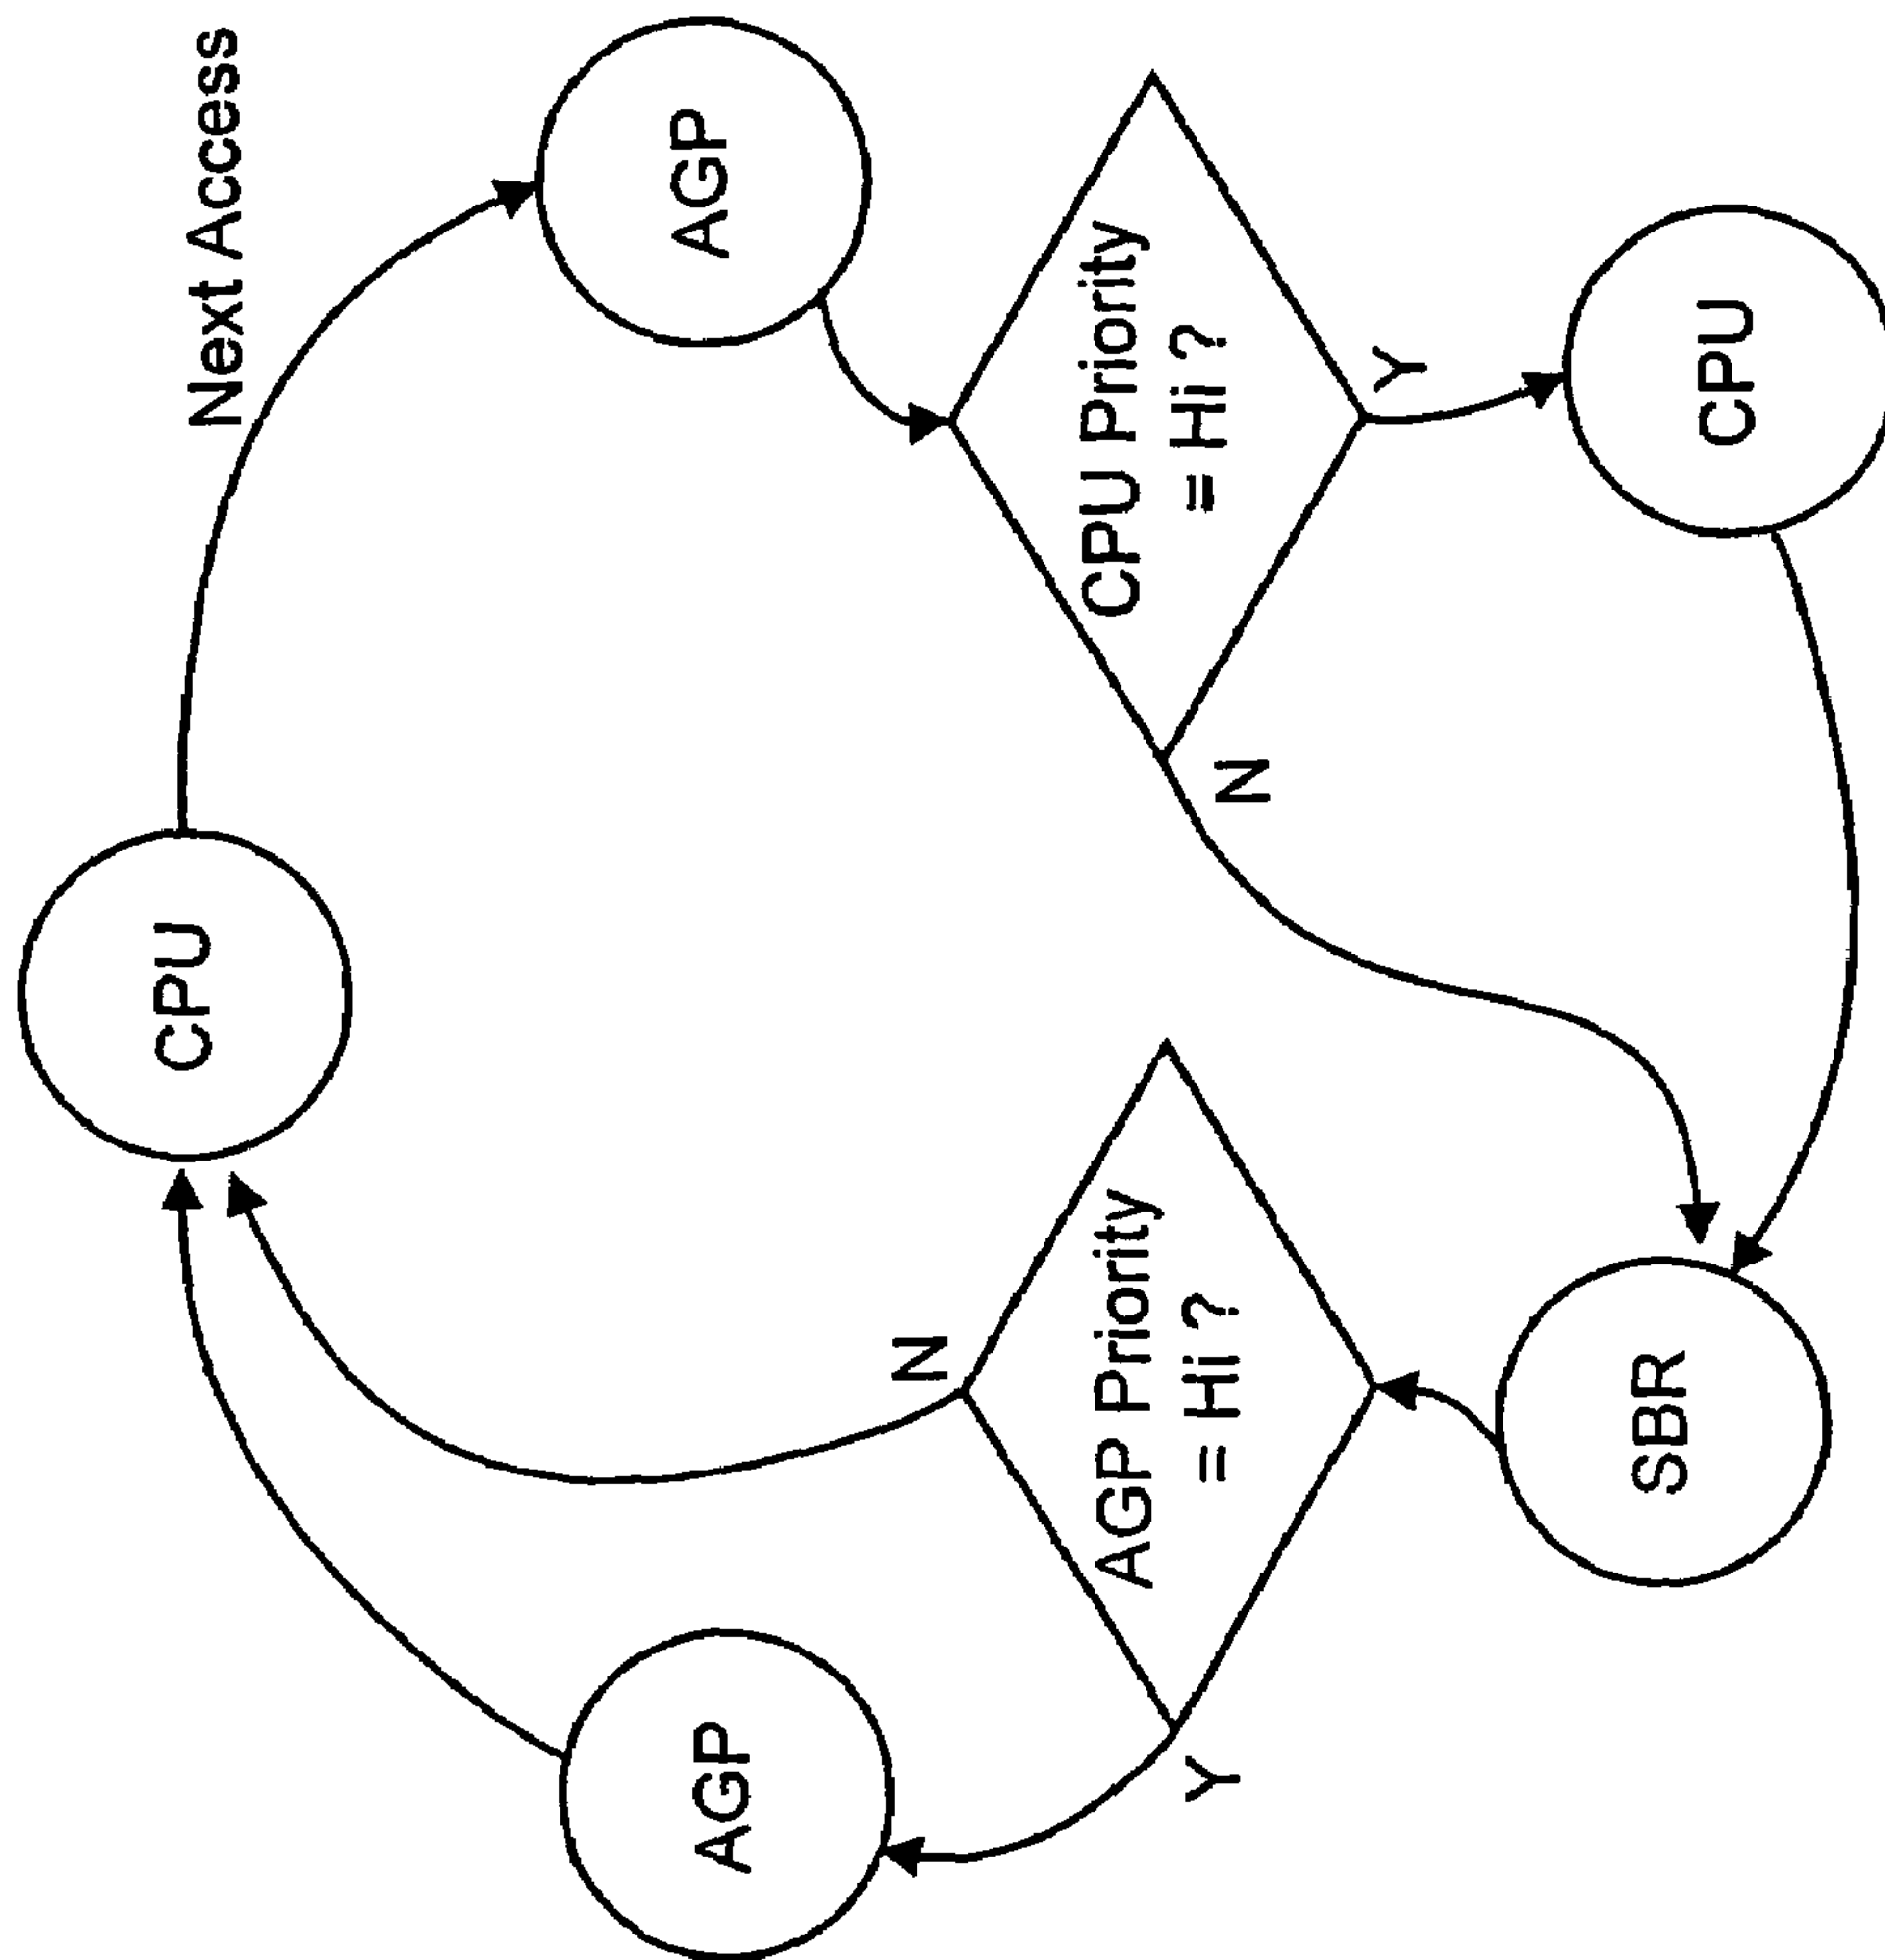 CPU
Next Access
AGP
AGP
N
AGP Priority
= Hi ?
Y
CPU Priority
= Hi ?
N
Y
SBR
CPU